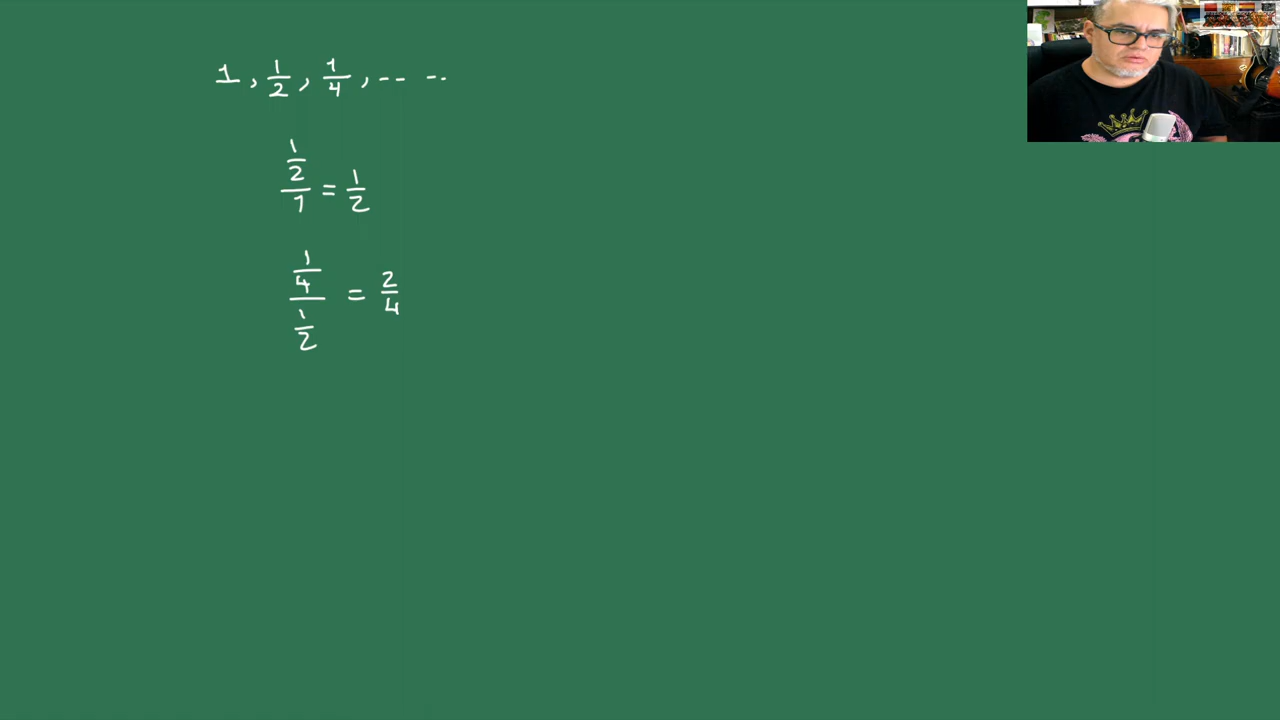 1, 1/2, 1/4, -- --
(1/2)/1 = 1/2
(1/4)/(1/2) = 2/4